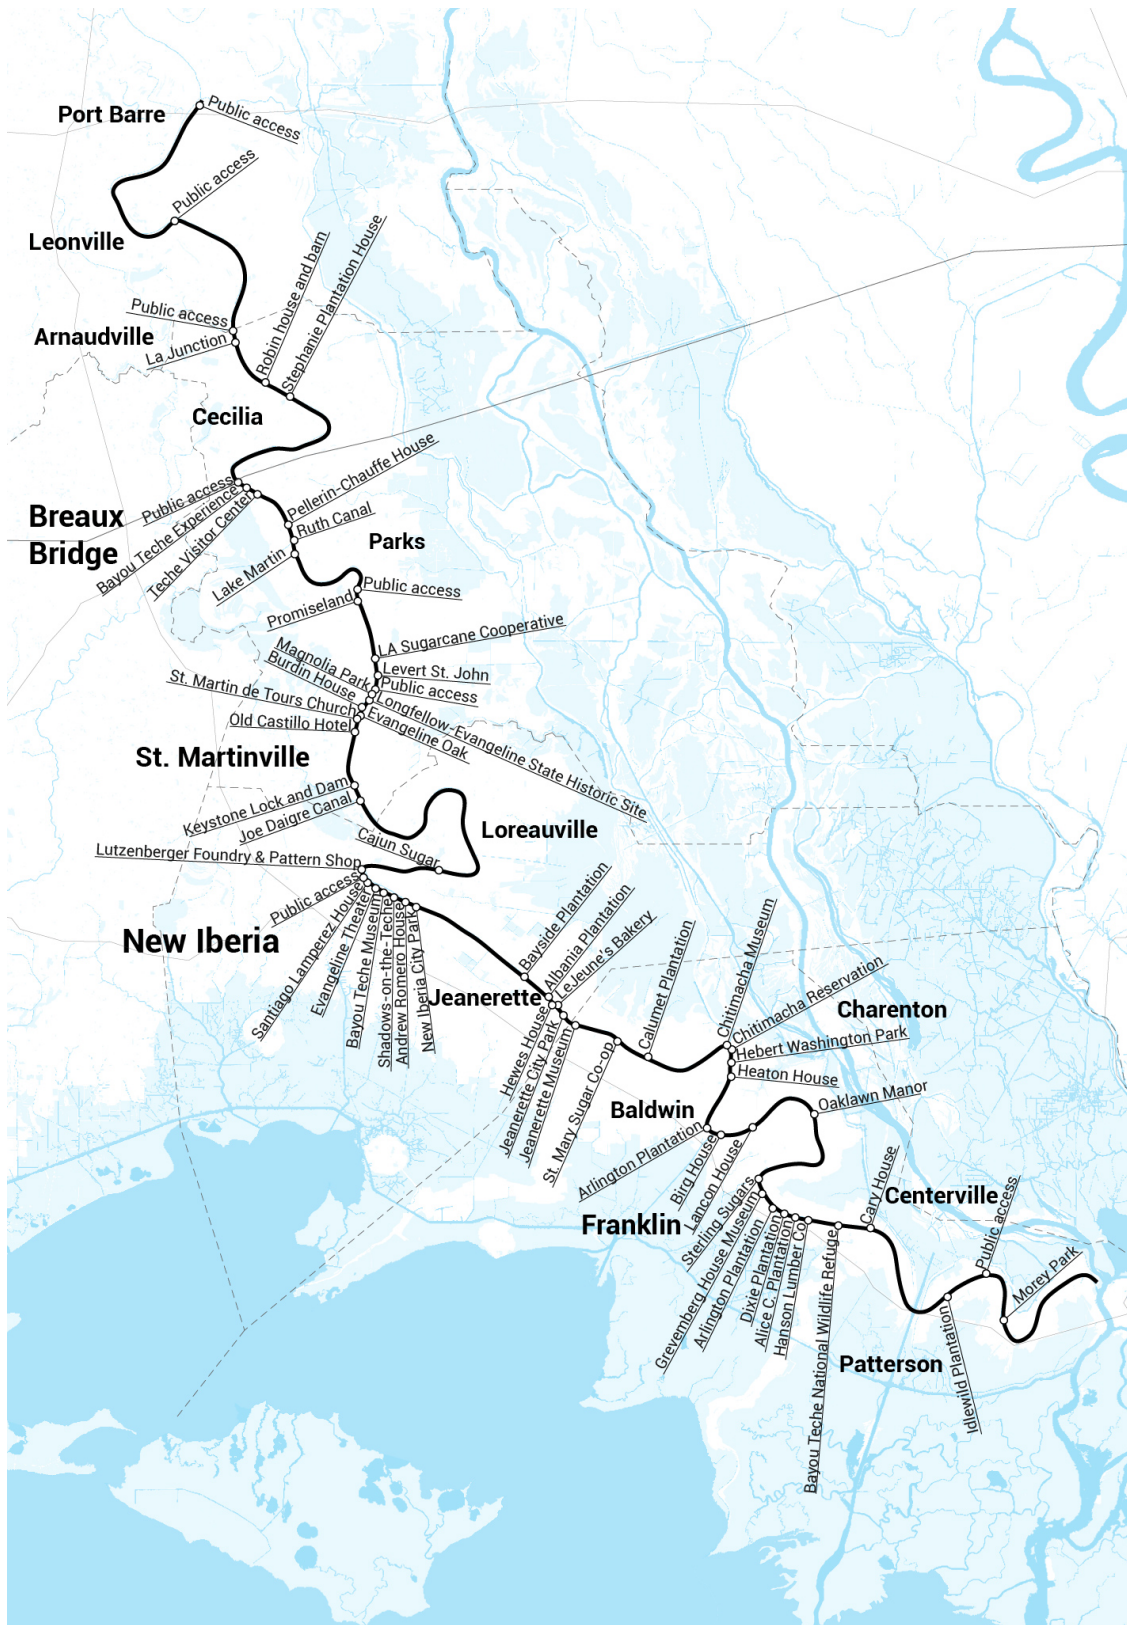 Port Barre
Public access
Public access
Leonville
Robin house and barn
Stephanie Plantation House
Public access
Arnaudville
La Junction
Cecilia
Pellerin-Chauffe House
Public access
Bayou Teche Experience
Teche Visitor Center
Breaux
Bridge
Ruth Canal
Lake Martin
Parks
Public access
Promiseland
LA Sugarcane Cooperative
Levert St. John
Magnolia Park
Public access
Burdin House
Longfellow-Evangeline State Historic Site
St. Martin de Tours Church
Evangeline Oak
Old Castillo Hotel
St. Martinville
Keystone Lock and Dam
Joe Daigre Canal
Loreauville
Cajun Sugar
Lutzenberger Foundry & Pattern Shop
Public access
New Iberia
Santiago Lamperez House
Evangeline Theater
Bayou Teche Museum
Shadows-on-the-Teche
Andrew Romero House
New Iberia City Park
Bayside Plantation
Albania Plantation
LeJeune's Bakery
Jeanerette
Hewes House
Jeanerette City Park
Jeanerette Museum
St. Mary Sugar Co-op
Calumet Plantation
Chitimacha Museum
Chitimacha Reservation
Charenton
Hebert Washington Park
Heaton House
Baldwin
Oaklawn Manor
Arlington Plantation
Birg House
Lancon House
Franklin
Sterling Sugars
Grevemberg House Museum
Arlington Plantation
Dixie Plantation
Alice C. Plantation
Hanson Lumber Co
Bayou Teche National Wildlife Refuge
Cary House
Centerville
Public access
Morey Park
Patterson
Idlewild Plantation